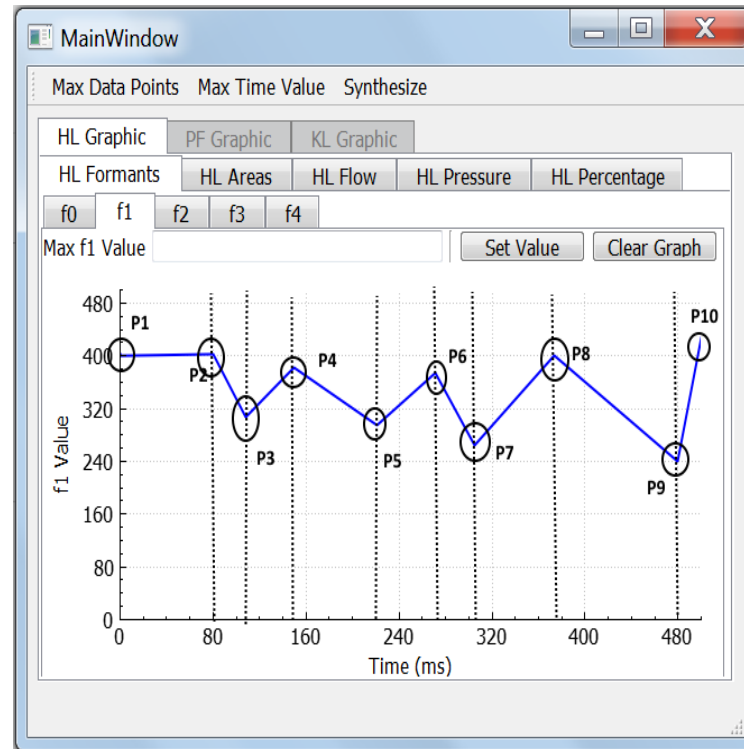 MainWindow
Max Data Points Max Time Value Synthesize
HL Graphic PF Graphic KL Graphic
HL Formants HL Areas HL Flow HL Pressure HL Percentage
f0 f1 f2 f3 f4
Max f1 Value Set Value Clear Graph
480
P1 P10
400 P2 P4 P6 P8
320
P3 P5 P7
240
P9
160
80
0
f1 Value
0 80 160 240 320 400 480
Time (ms)